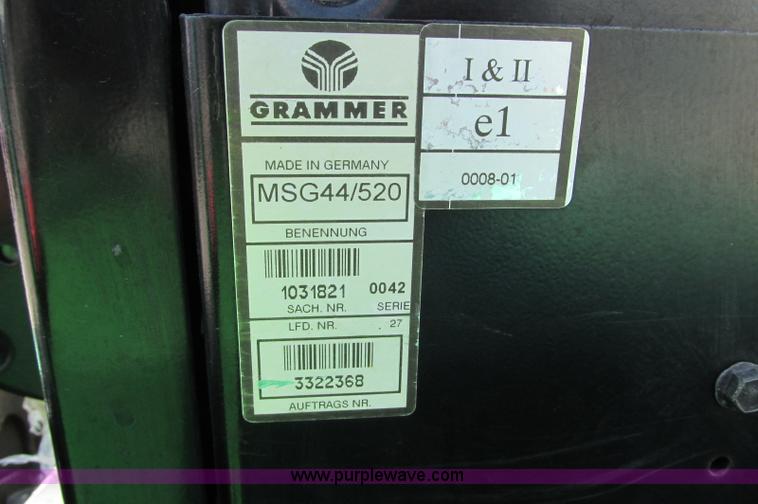 GRAMMER
MADE IN GERMANY
MSG44/520
BENENNUNG
1031821 0042
SACH. NR. SERIE
LFD. NR. . 27
3322368
AUFTRAGS NR.
I & II
e1
0008-01
www.purplewave.com